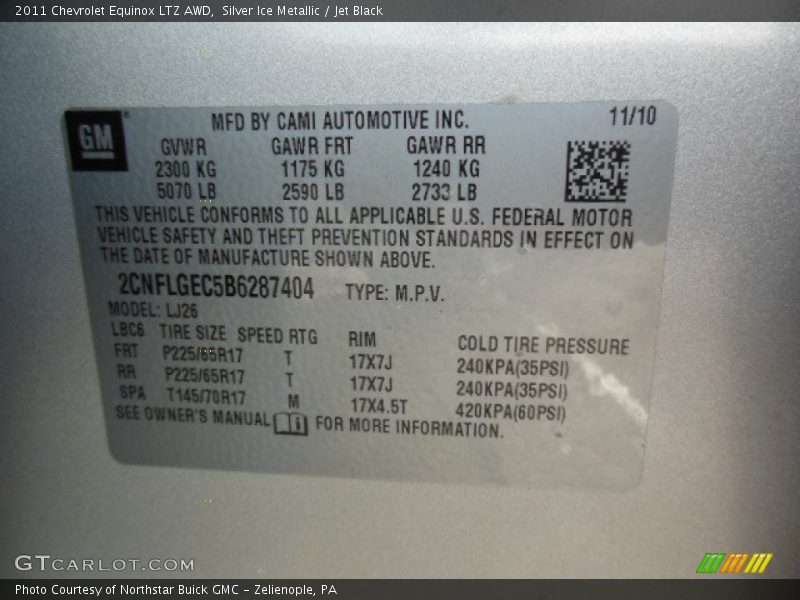 2011 Chevrolet Equinox LTZ AWD,  Silver Ice Metallic / Jet Black
GM
MFD BY CAMI AUTOMOTIVE INC. 11/10
GVWR GAWR FRT GAWR RR
2300 KG 1175 KG 1240 KG
5070 LB 2590 LB 2733 LB
THIS VEHICLE CONFORMS TO ALL APPLICABLE U.S. FEDERAL MOTOR
VEHICLE SAFETY AND THEFT PREVENTION STANDARDS IN EFFECT ON
THE DATE OF MANUFACTURE SHOWN ABOVE.
2CNFLGEC5B6287404 TYPE: M.P.V.
MODEL: LJ26
LBC6 TIRE SIZE SPEED RTG RIM COLD TIRE PRESSURE
FRT P225/65R17 T 17X7J 240KPA(35PSI)
RR P225/65R17 T 17X7J 240KPA(35PSI)
SPA T145/70R17 M 17X4.5T 420KPA(60PSI)
SEE OWNER'S MANUAL FOR MORE INFORMATION.
GTCARLOT.COM
Photo Courtesy of Northstar Buick GMC - Zelienople, PA